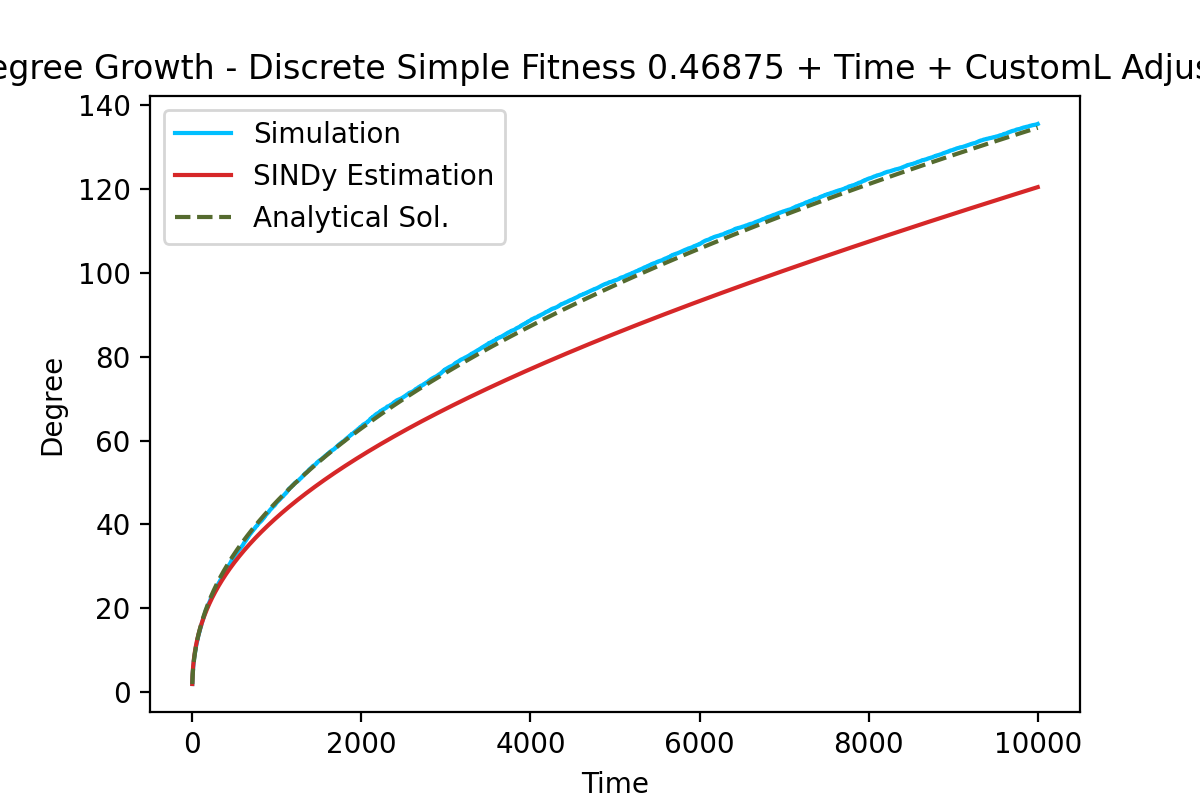 egree Growth - Discrete Simple Fitness 0.46875 + Time + CustomL Adjus
Simulation
SINDy Estimation
Analytical Sol.
140
120
100
80
60
40
20
0
Degree
0 2000 4000 6000 8000 10000
Time